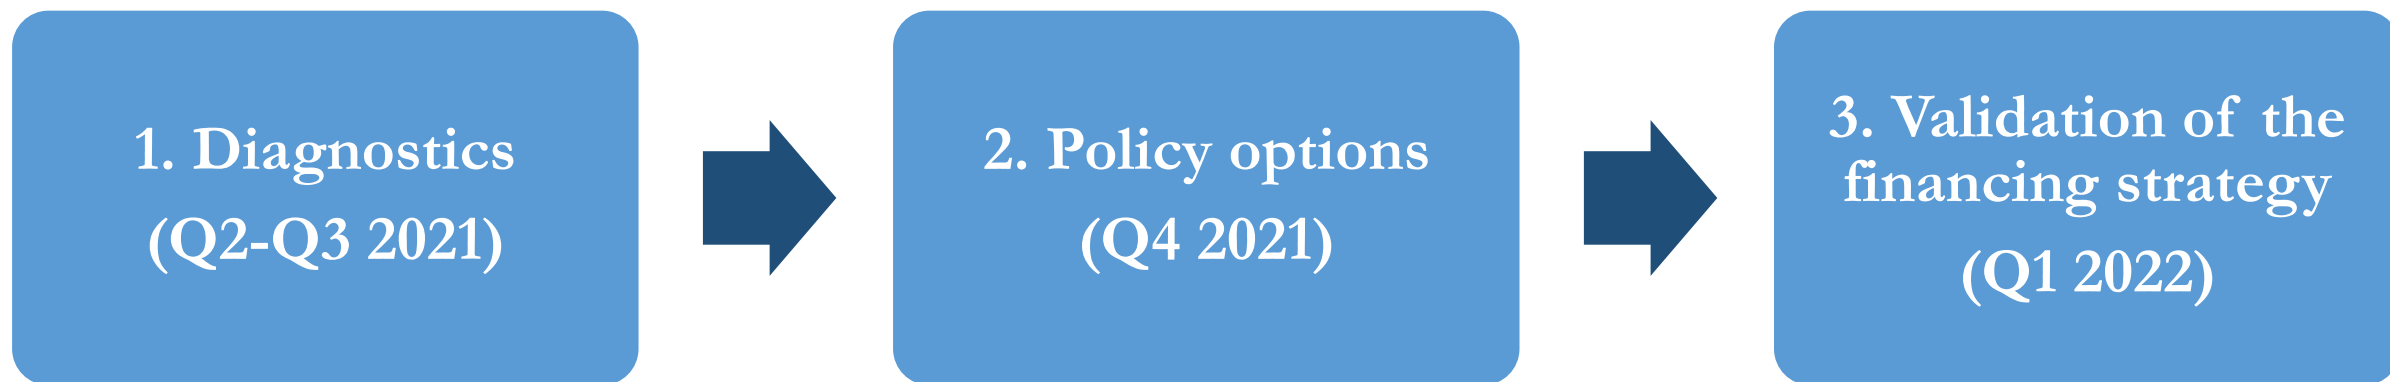 1. Diagnostics
(Q2-Q3 2021)
2. Policy options
(Q4 2021)
3. Validation of the
financing strategy
(Q1 2022)